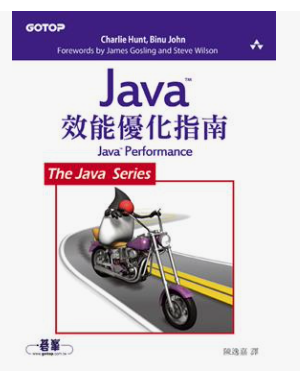 GOTOP
Charlie Hunt, Binu John
Forewords by James Gosling and Steve Wilson
Java™
效能優化指南
Java™ Performance
The Java Series
碁峯
www.gotop.com.tw
陳逸嘉 譯